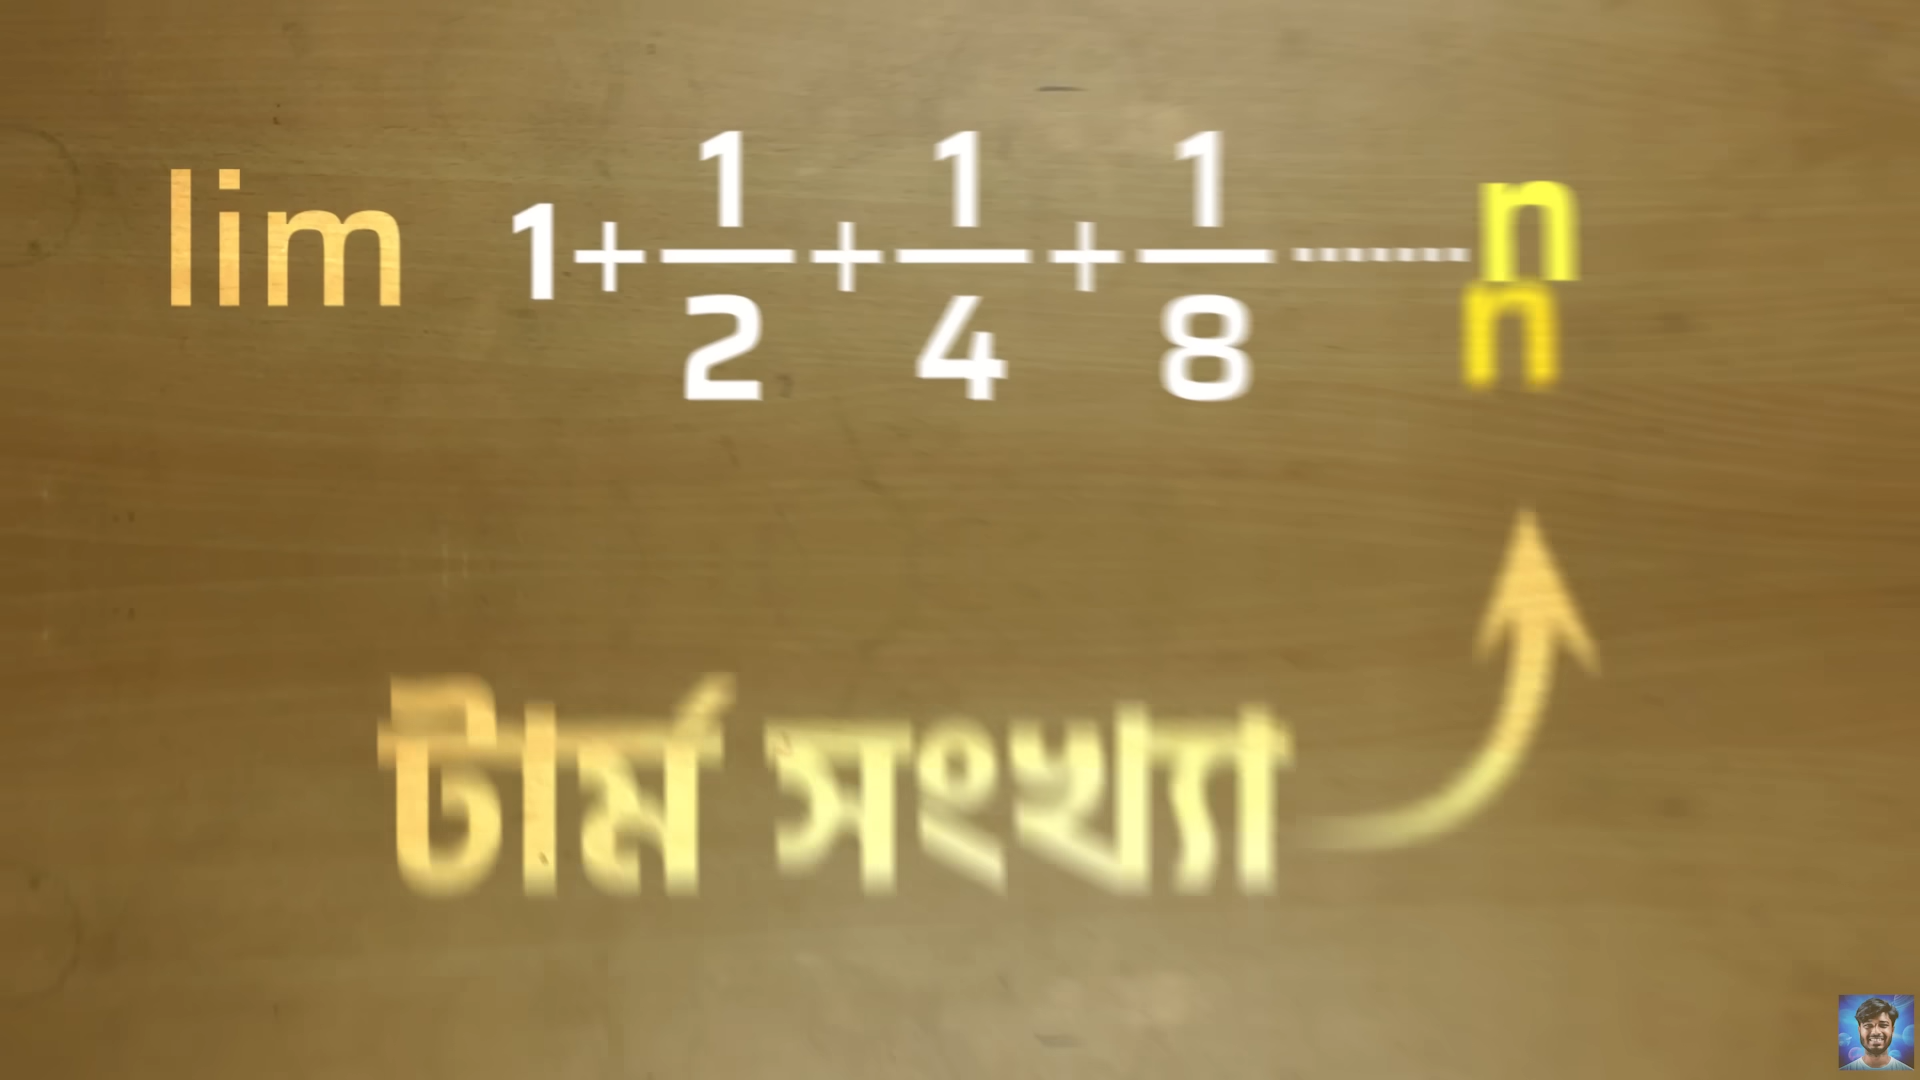 lim 1+1/2+1/4+1/8........n
n
টার্ম সংখ্যা